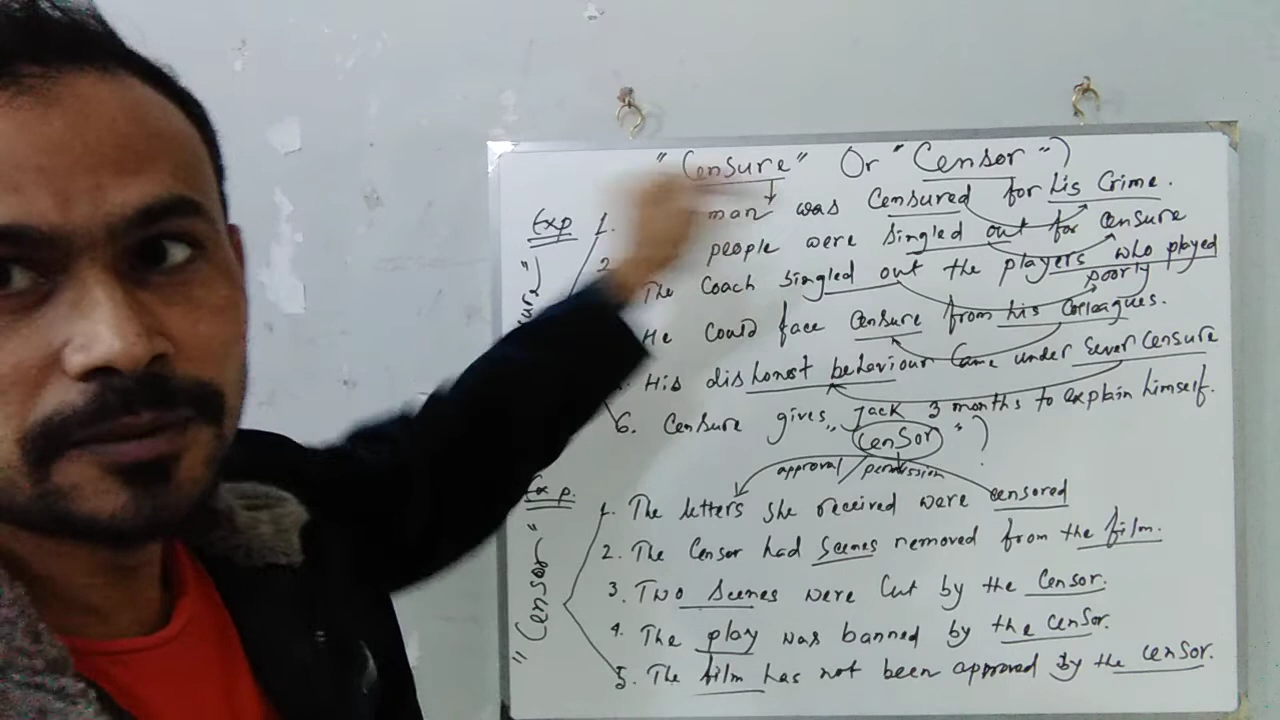 "Censure" Or "Censor")
Exp 1. man was Censured for his Crime.
2. people were singled out for censure
The Coach singled out the players who played poorly
He could face censure from his colleagues.
His dishonest behaviour came under sever censure
6. Censure gives,, Jack 3 months to explain himself.
censor ")
approval / permission
Exp.
"Censor"
1. The letters she received were censored
2. The Censor had scenes removed from the film.
3. Two scenes were cut by the Censor.
4. The play was banned by the censor.
5. The film has not been approved by the censor.